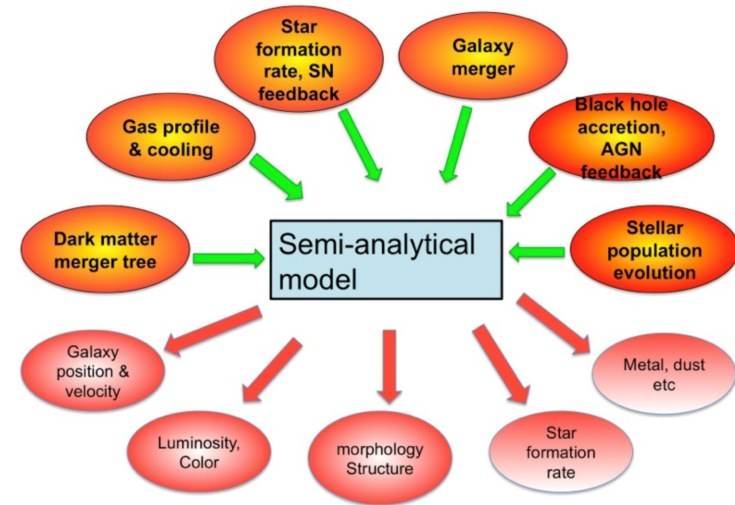 Star
formation
rate, SN
feedback
Galaxy
merger
Gas profile
& cooling
Black hole
accretion,
AGN
feedback
Dark matter
merger tree
Semi-analytical
model
Stellar
population
evolution
Galaxy
position &
velocity
Luminosity,
Color
morphology
Structure
Star
formation
rate
Metal, dust
etc